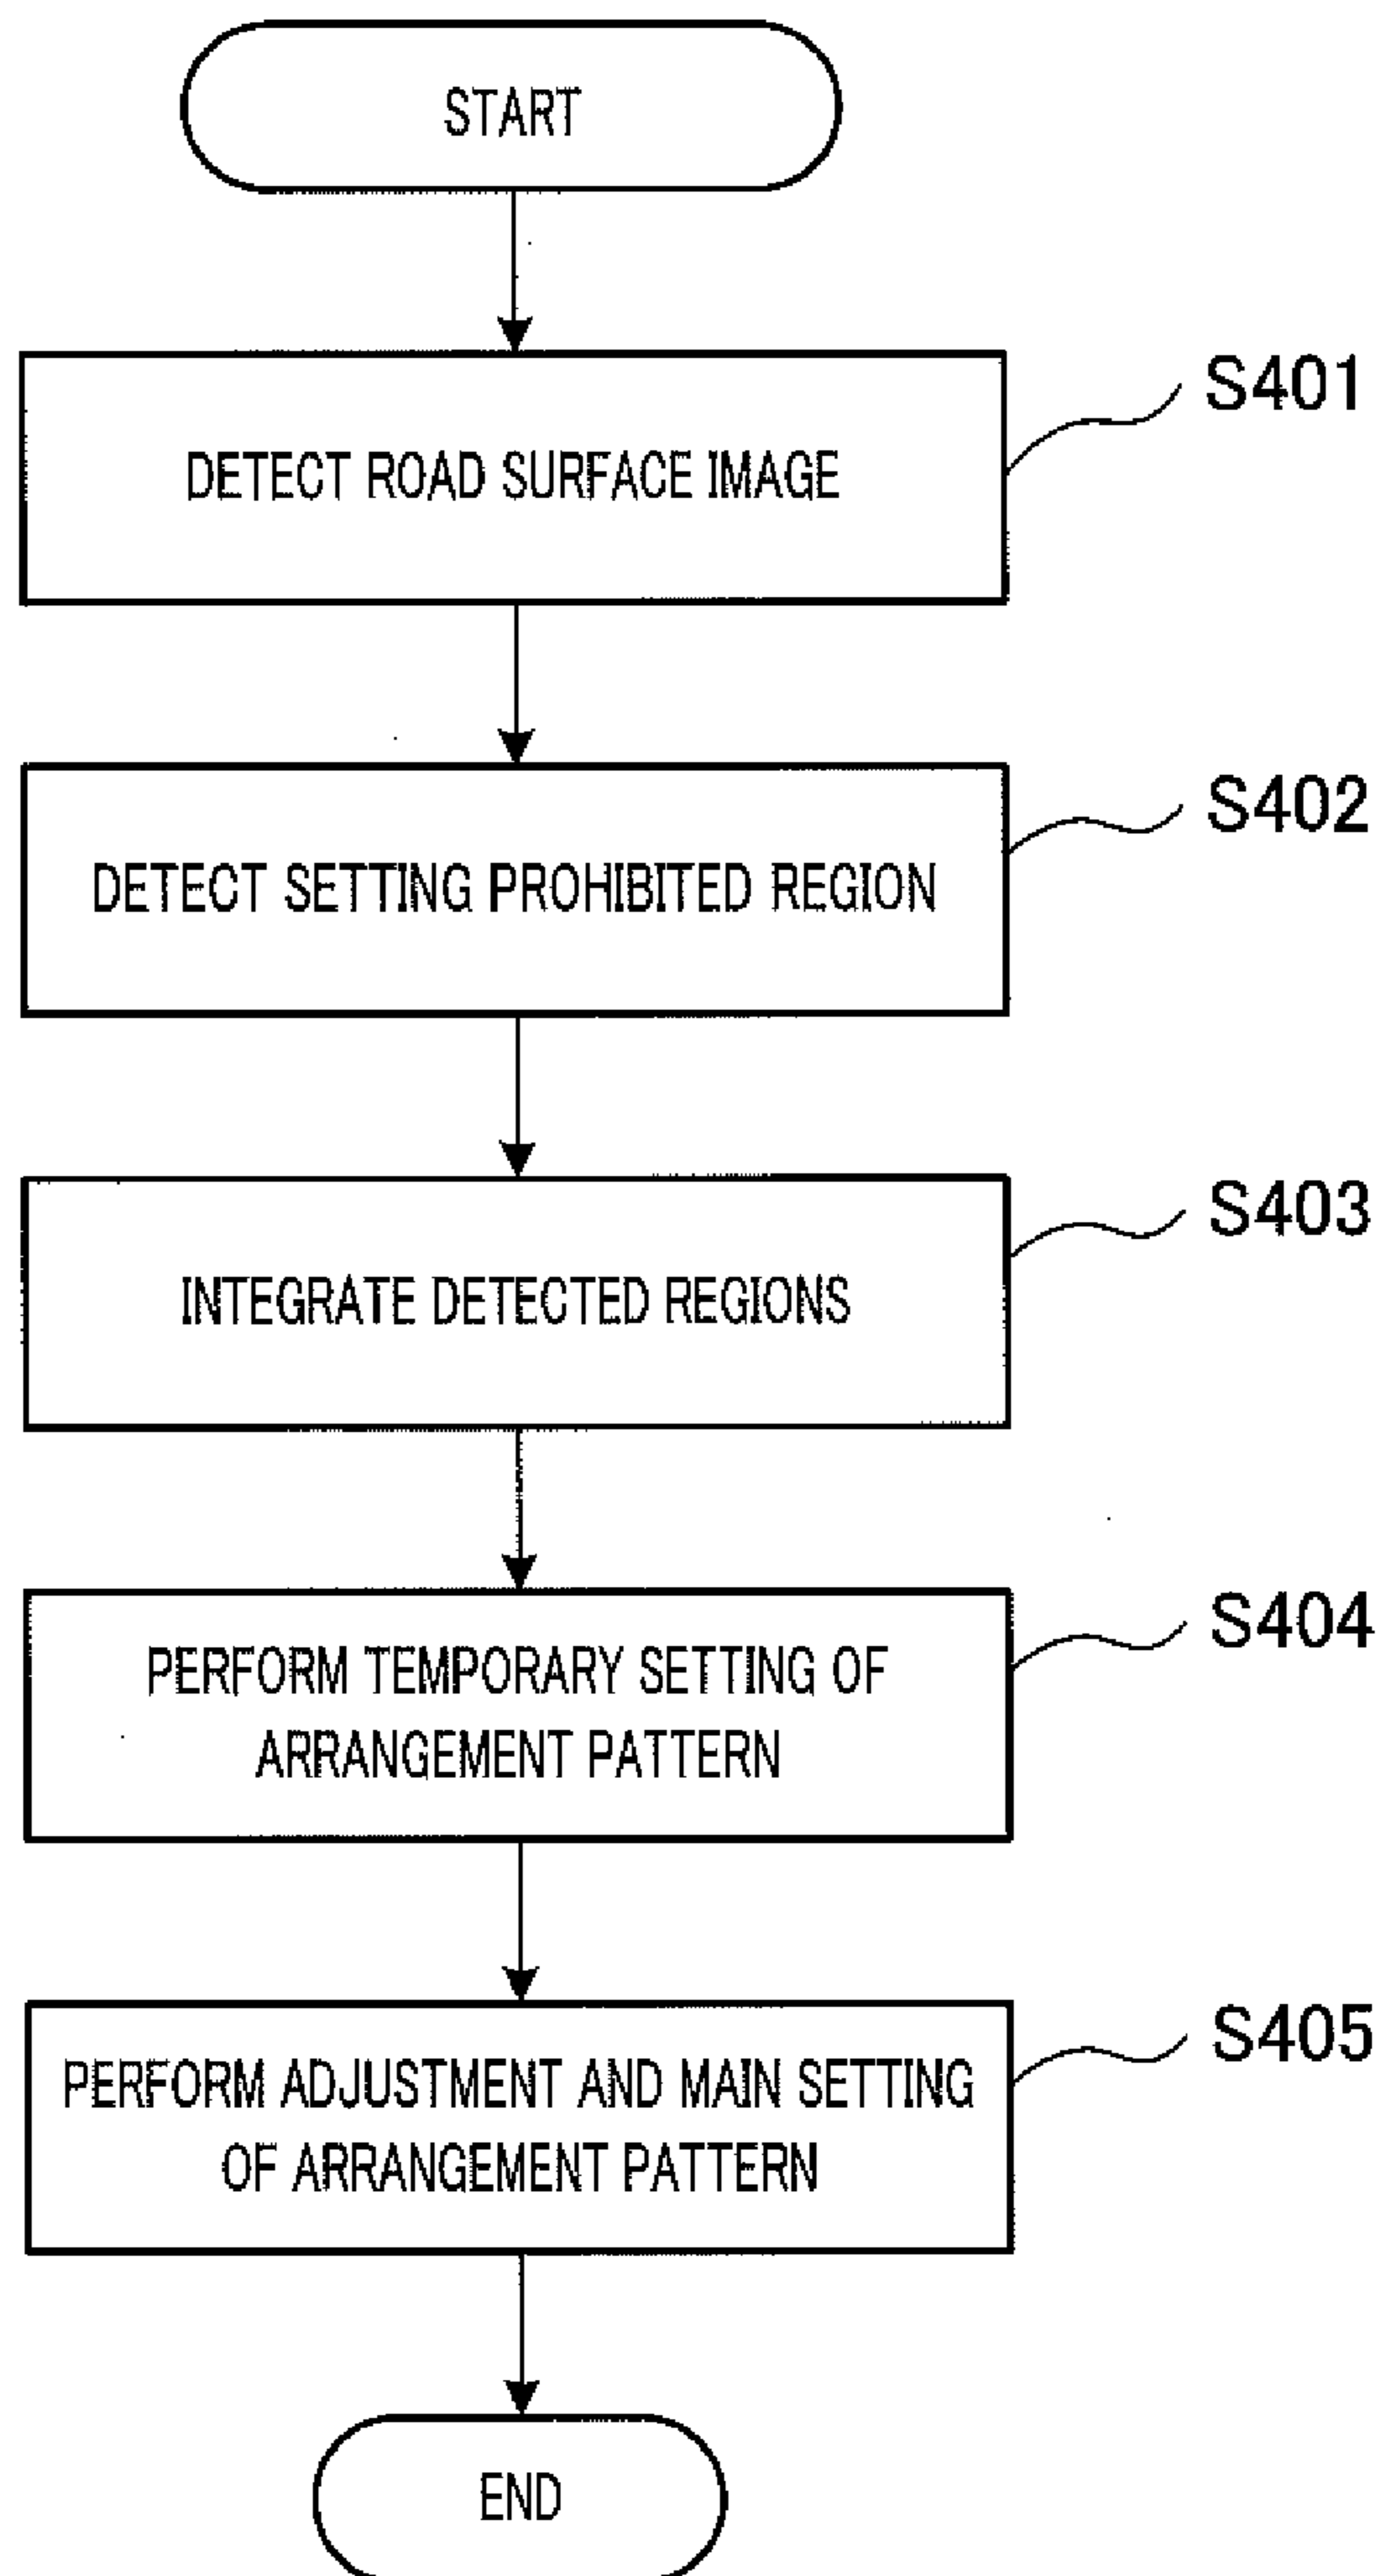 START
DETECT ROAD SURFACE IMAGE
S401
DETECT SETTING PROHIBITED REGION
S402
INTEGRATE DETECTED REGIONS
S403
PERFORM TEMPORARY SETTING OF
ARRANGEMENT PATTERN
S404
PERFORM ADJUSTMENT AND MAIN SETTING
OF ARRANGEMENT PATTERN
S405
END